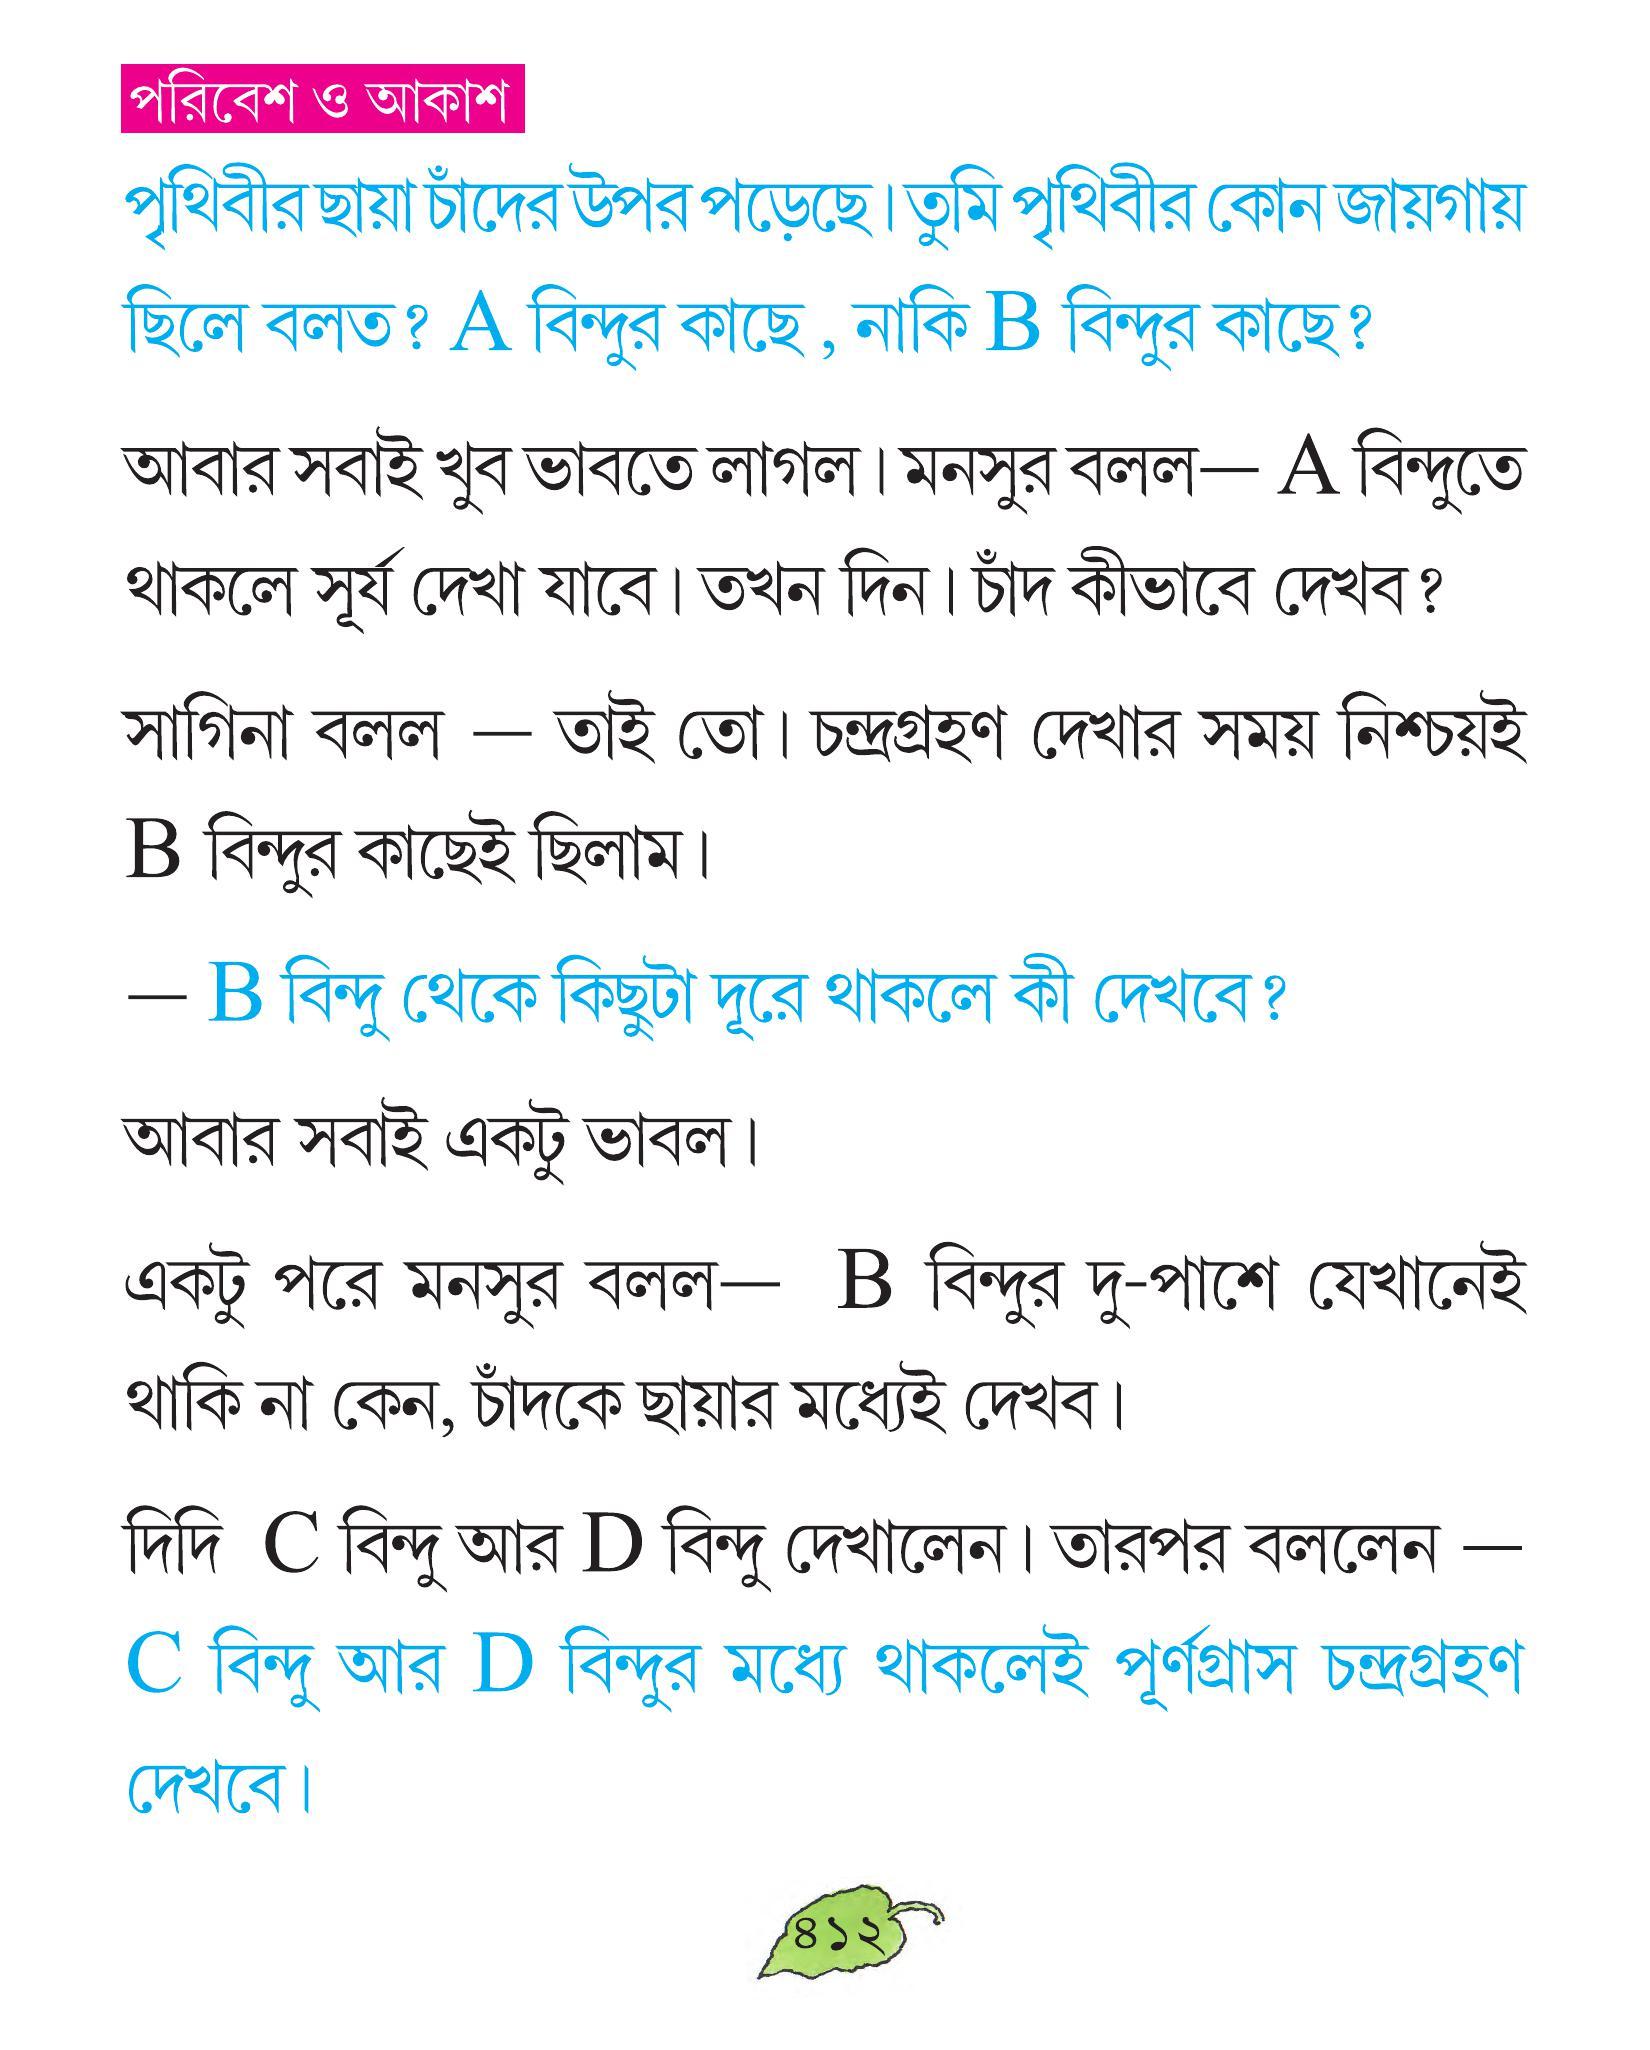 পরিবেশ ও আকাশ
পৃথিবীর ছায়া চাঁদের উপর পড়েছে। তুমি পৃথিবীর কোন জায়গায়
ছিলে বলত? A বিন্দুর কাছে , নাকি B বিন্দুর কাছে?
আবার সবাই খুব ভাবতে লাগল। মনসুর বলল— A বিন্দুতে
থাকলে সূর্য দেখা যাবে। তখন দিন। চাঁদ কীভাবে দেখব?
সাগিনা বলল — তাই তো। চন্দ্রগ্রহণ দেখার সময় নিশ্চয়ই
B বিন্দুর কাছেই ছিলাম।
— B বিন্দু থেকে কিছুটা দূরে থাকলে কী দেখবে?
আবার সবাই একটু ভাবল।
একটু পরে মনসুর বলল— B বিন্দুর দু-পাশে যেখানেই
থাকি না কেন, চাঁদকে ছায়ার মধ্যেই দেখব।
দিদি C বিন্দু আর D বিন্দু দেখালেন। তারপর বললেন —
C বিন্দু আর D বিন্দুর মধ্যে থাকলেই পূর্ণগ্রাস চন্দ্রগ্রহণ
দেখবে।
৪১২